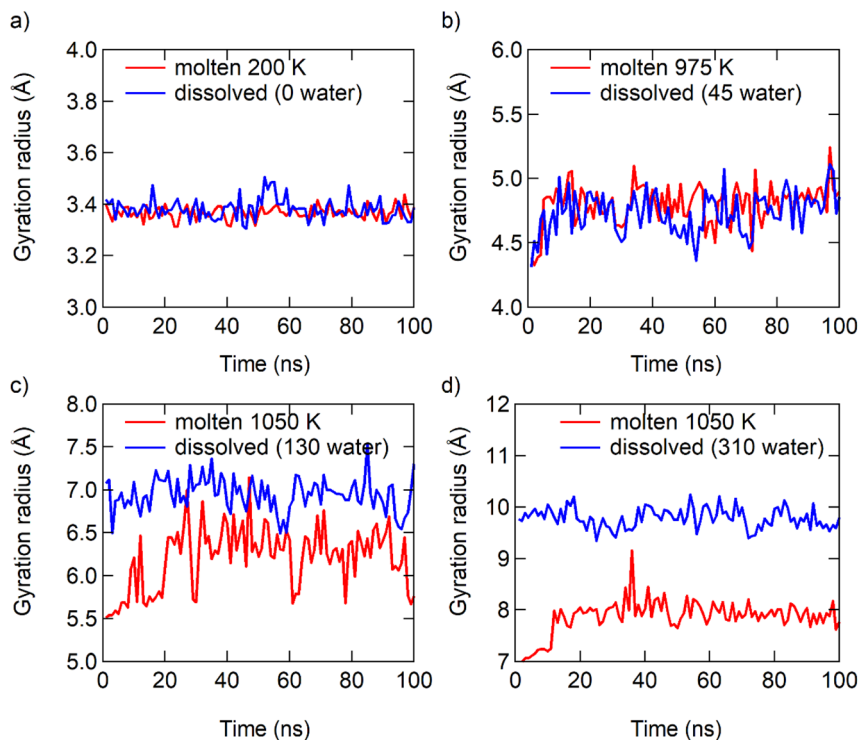 a)
4.0
3.8
3.6
3.4
3.2
3.0
Gyration radius (Å)
molten 200 K
dissolved (0 water)
0 20 40 60 80 100
Time (ns)
b)
6.0
5.5
5.0
4.5
4.0
Gyration radius (Å)
molten 975 K
dissolved (45 water)
0 20 40 60 80 100
Time (ns)
c)
8.0
7.5
7.0
6.5
6.0
5.5
5.0
Gyration radius (Å)
molten 1050 K
dissolved (130 water)
0 20 40 60 80 100
Time (ns)
d)
12
11
10
9
8
7
Gyration radius (Å)
molten 1050 K
dissolved (310 water)
0 20 40 60 80 100
Time (ns)